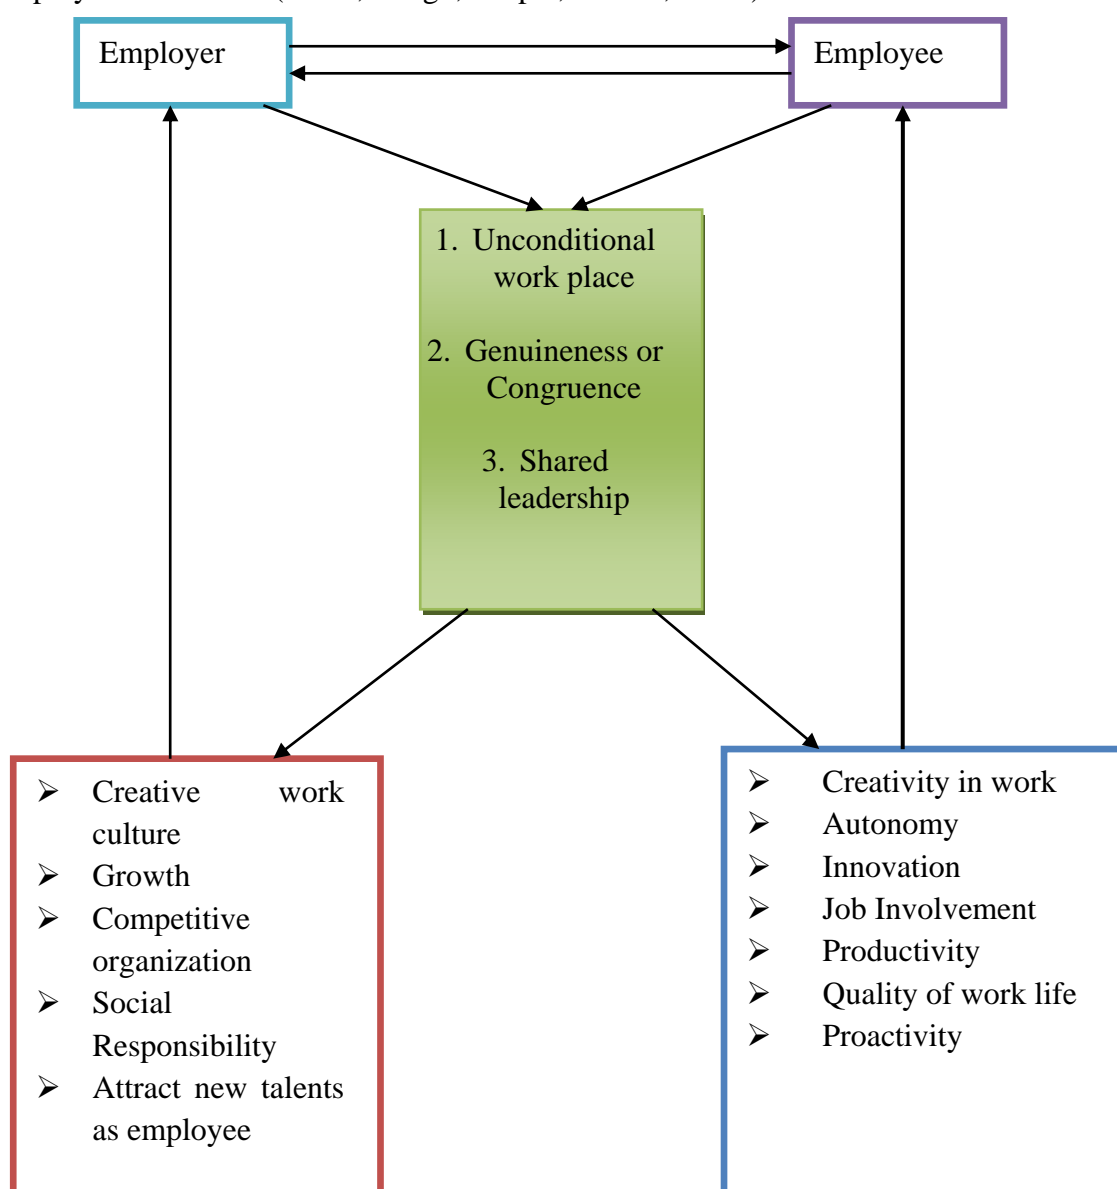 Employer
Employee
1. Unconditional
work place
2. Genuineness or
Congruence
3. Shared
leadership
➢ Creative work
culture
➢ Growth
➢ Competitive
organization
➢ Social
Responsibility
➢ Attract new talents
as employee
➢ Creativity in work
➢ Autonomy
➢ Innovation
➢ Job Involvement
➢ Productivity
➢ Quality of work life
➢ Proactivity